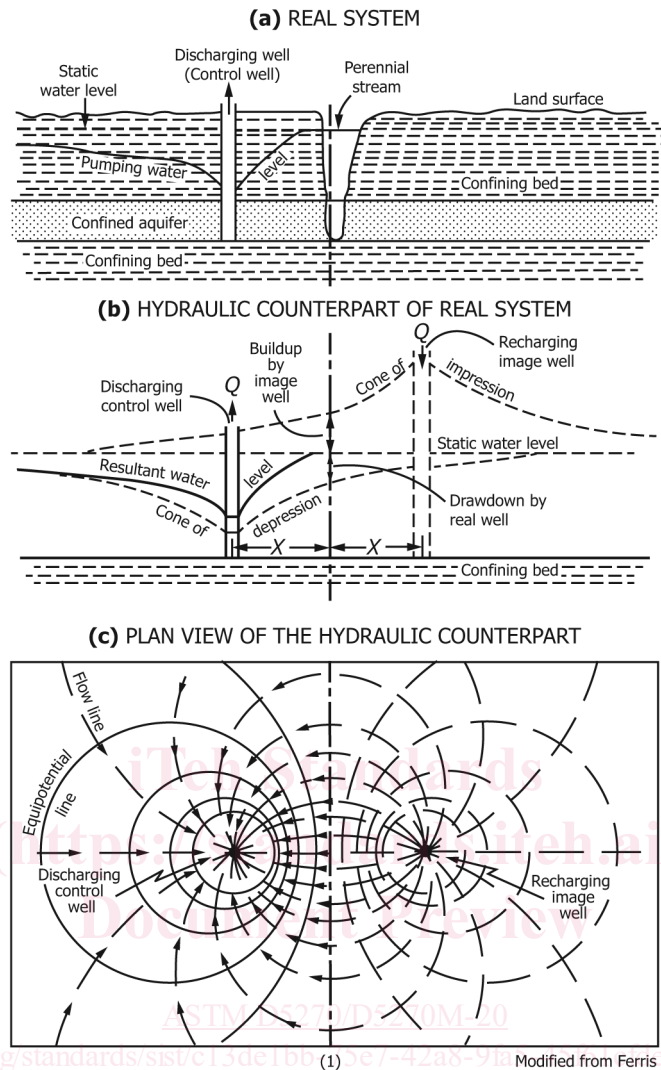 (a) REAL SYSTEM
Discharging well
(Control well)
Static
water level
Perennial
stream
Land surface
Pumping water
level
Confining bed
Confined aquifer
Confining bed
(b) HYDRAULIC COUNTERPART OF REAL SYSTEM
Buildup
by
image
well
Q
Recharging
image well
Discharging
control well
Q
Cone of
impression
Static water level
Resultant water
level
Cone of
depression
Drawdown by
real well
X
X
Confining bed
(c) PLAN VIEW OF THE HYDRAULIC COUNTERPART
Flow line
Equipotential
line
iTeh Standards
(https://standards.iteh.ai
Discharging
control
well
Recharging
image
well
Document Preview
ASTM D5270/D5270M-20
(1)
Modified from Ferris